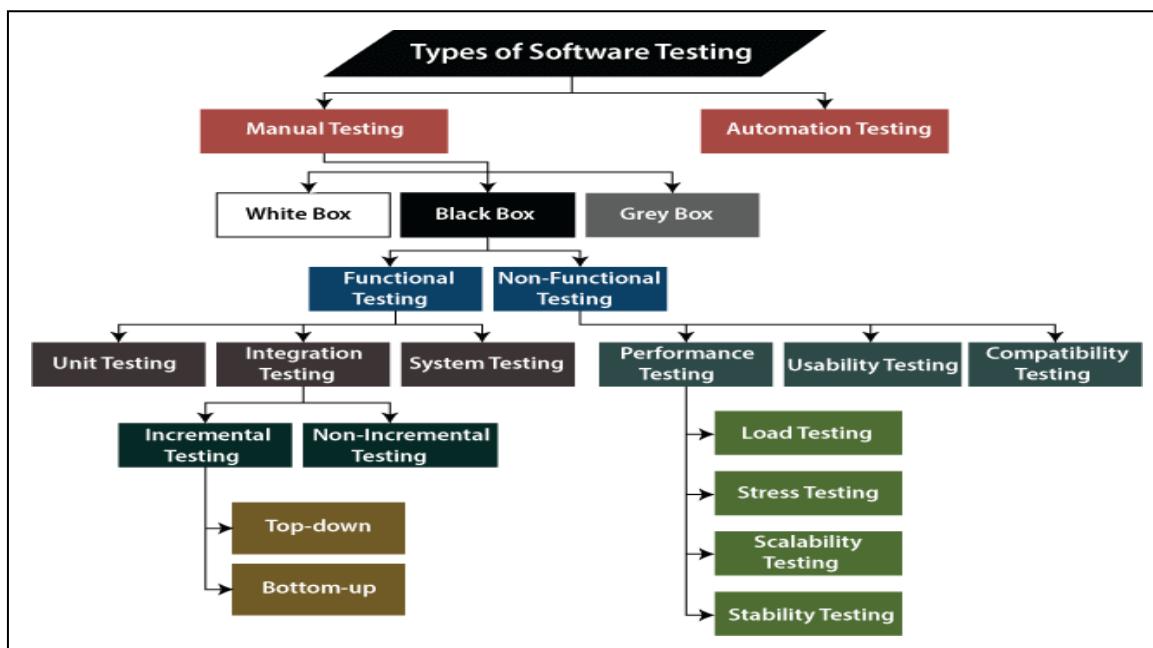 Types of Software Testing
Manual Testing
Automation Testing
White Box
Black Box
Grey Box
Functional
Testing
Non-Functional
Testing
Unit Testing
Integration
Testing
System Testing
Performance
Testing
Usability Testing
Compatibility
Testing
Incremental
Testing
Non-Incremental
Testing
Top-down
Bottom-up
Load Testing
Stress Testing
Scalability
Testing
Stability Testing